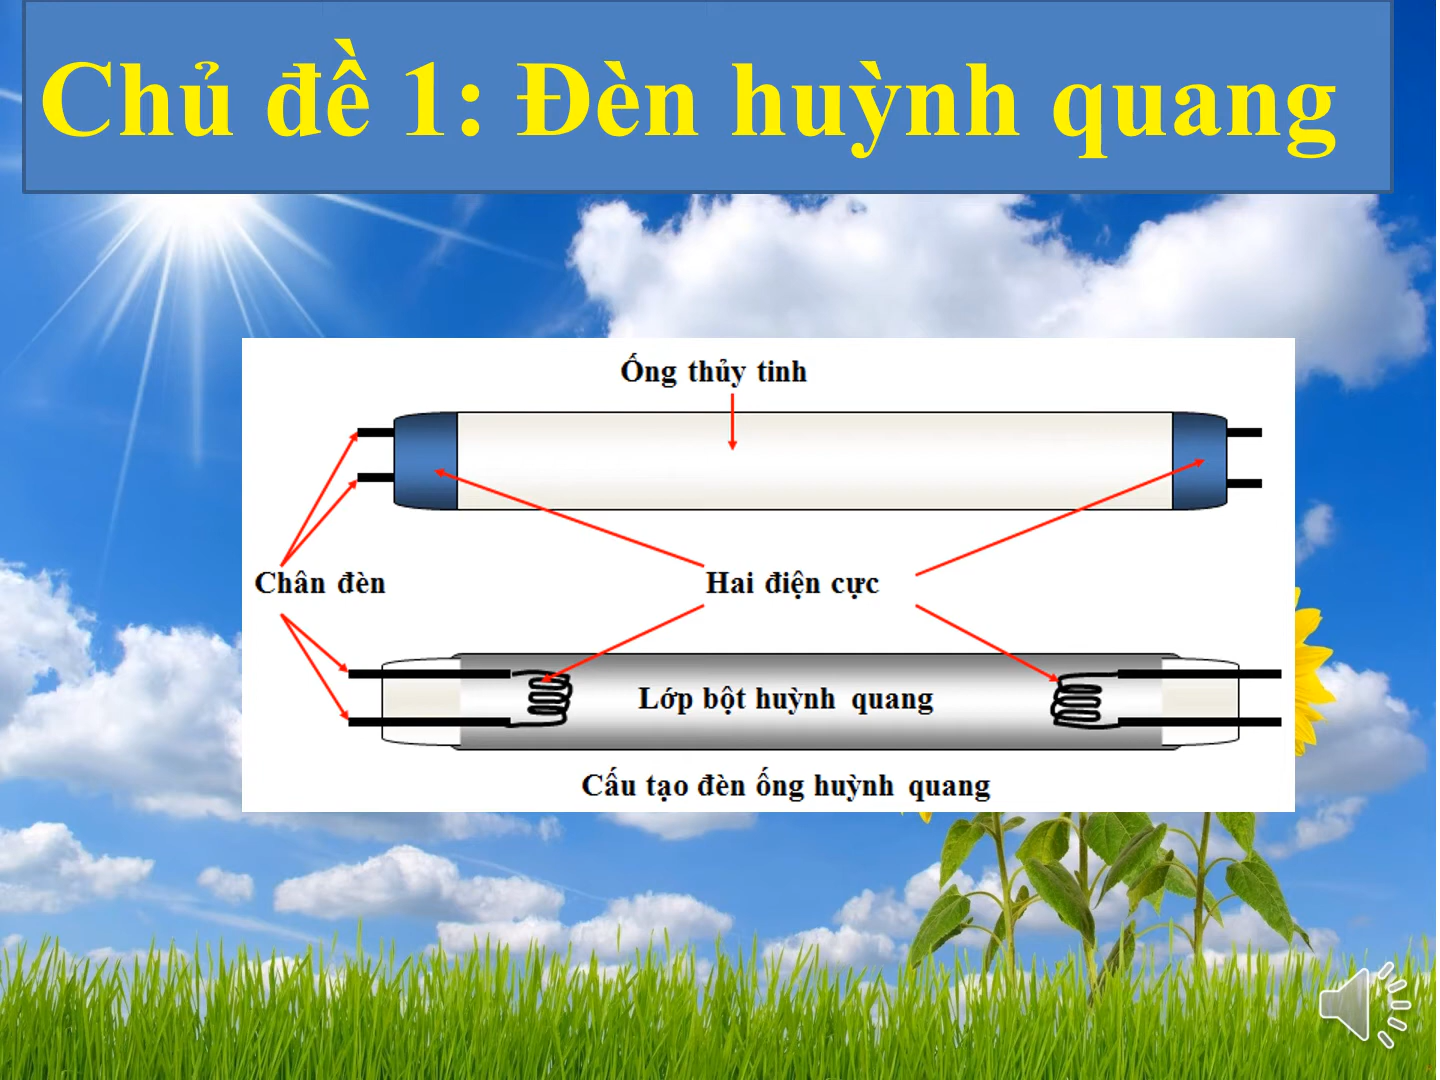 Chủ đề 1: Đèn huỳnh quang
Ống thủy tinh
Chân đèn
Hai điện cực
Lớp bột huỳnh quang
Cấu tạo đèn ống huỳnh quang